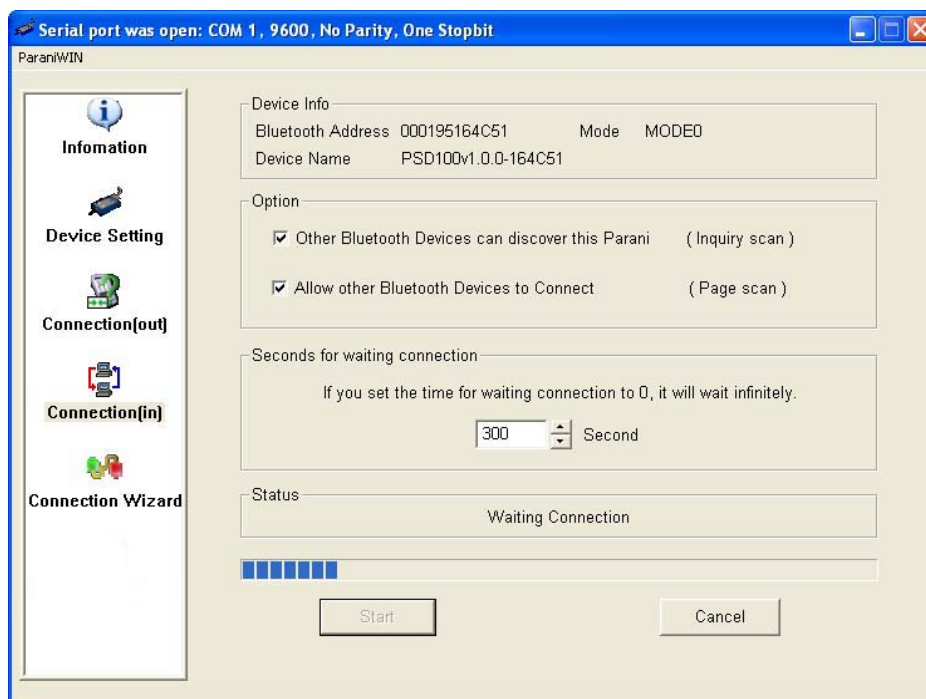 Serial port was open: COM 1, 9600, No Parity, One Stopbit
ParaniWIN
Infomation
Device Setting
Connection(out)
Connection(in)
Connection Wizard
Device Info
Bluetooth Address 000195164C51 Mode MODE0
Device Name PSD100v1.0.0-164C51
Option
Other Bluetooth Devices can discover this Parani ( Inquiry scan )
Allow other Bluetooth Devices to Connect ( Page scan )
Seconds for waiting connection
If you set the time for waiting connection to 0, it will wait infinitely.
300 Second
Status
Waiting Connection
Start Cancel